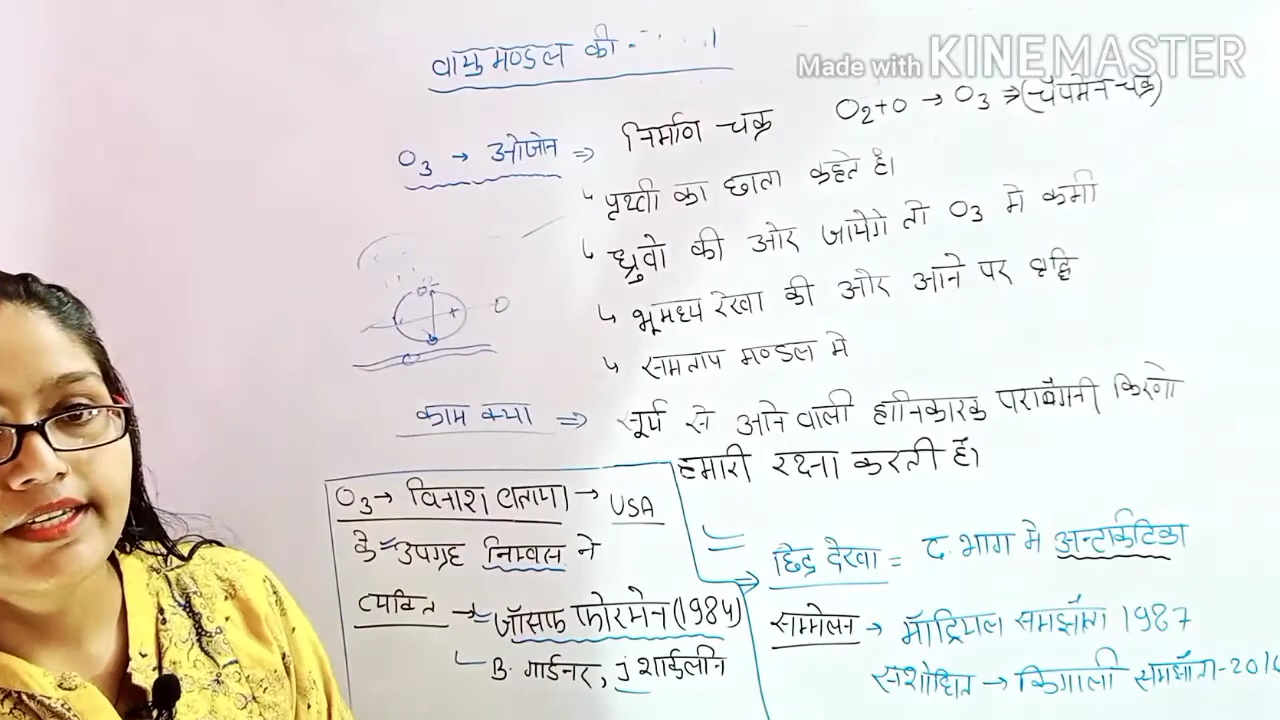 Made with KINEMASTER
वायुमण्डल की
O3 → ओजोन ⇒ निर्माण चक्र O2+O → O3 ⇒ (चॅपमेन चक्र)
↳ पृथ्वी का छाता कहते है।
↳ ध्रुवो की ओर जायेगे तो O3 मे कमी
↳ भूमध्य रेखा की ओर आने पर
↳ समताप मण्डल मे
काम क्या ⇒ सूर्य से आने वाली हानिकारक पराबॅगनी किरणो
हमारी रक्षा करती है।
O3 → विनाश बताया → USA
के उपग्रह निम्बस ने
व्यक्ति → जॉसफ फोरमेन (1984)
B. गार्डनर, J शार्कलीन
छिद्र देखा = द. भाग मे अन्टार्कटिका
सम्मेलन → मॉट्रियल समझौता 1987
सशोधित → किगाली समझौता-2016